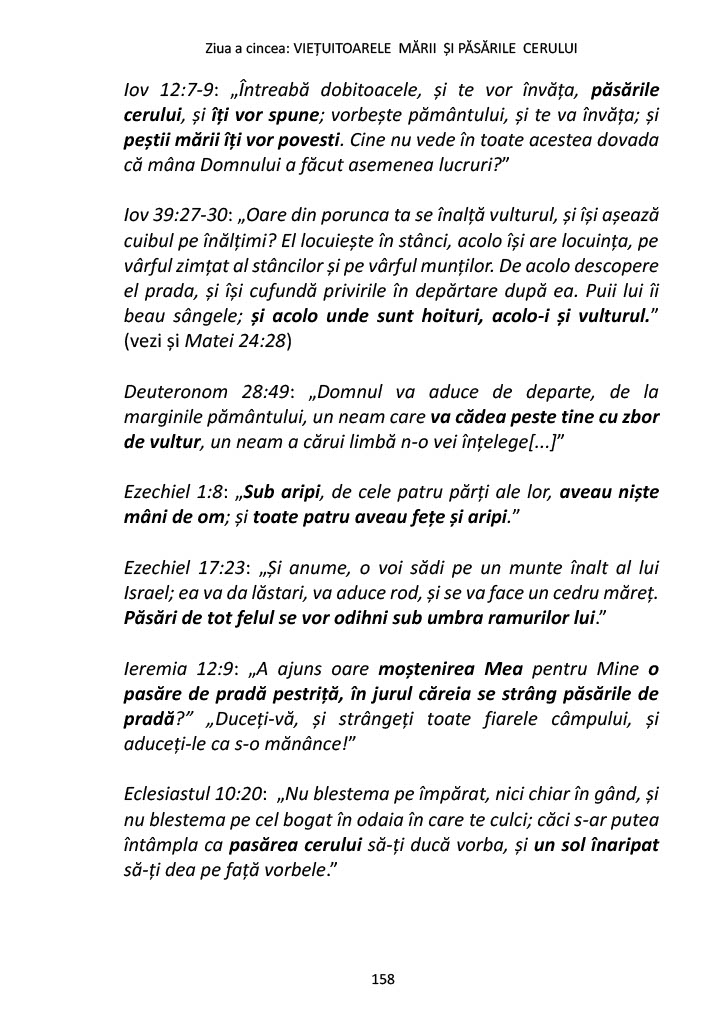 Ziua a cincea: VIEȚUITOARELE MĂRII ȘI PĂSĂRILE CERULUI
Iov 12:7-9: „Întreabă dobitoacele, și te vor învăța, păsările
cerului, și îți vor spune; vorbește pământului, și te va învăța; și
peștii mării îți vor povesti. Cine nu vede în toate acestea dovada
că mâna Domnului a făcut asemenea lucruri?”
Iov 39:27-30: „Oare din porunca ta se înalță vulturul, și își așează
cuibul pe înălțimi? El locuiește în stânci, acolo își are locuința, pe
vârful zimțat al stâncilor și pe vârful munților. De acolo descopere
el prada, și își cufundă privirile în depărtare după ea. Puii lui îi
beau sângele; și acolo unde sunt hoituri, acolo-i și vulturul.”
(vezi și Matei 24:28)
Deuteronom 28:49: „Domnul va aduce de departe, de la
marginile pământului, un neam care va cădea peste tine cu zbor
de vultur, un neam a cărui limbă n-o vei înțelege[...]”
Ezechiel 1:8: „Sub aripi, de cele patru părți ale lor, aveau niște
mâni de om; și toate patru aveau fețe și aripi.”
Ezechiel 17:23: „Și anume, o voi sădi pe un munte înalt al lui
Israel; ea va da lăstari, va aduce rod, și se va face un cedru măreț.
Păsări de tot felul se vor odihni sub umbra ramurilor lui.”
Ieremia 12:9: „A ajuns oare moștenirea Mea pentru Mine o
pasăre de pradă pestriță, în jurul căreia se strâng păsările de
pradă?” „Duceți-vă, și strângeți toate fiarele câmpului, și
aduceți-le ca s-o mănânce!”
Eclesiastul 10:20: „Nu blestema pe împărat, nici chiar în gând, și
nu blestema pe cel bogat în odaia în care te culci; căci s-ar putea
întâmpla ca pasărea cerului să-ți ducă vorba, și un sol înaripat
să-ți dea pe față vorbele.”
158